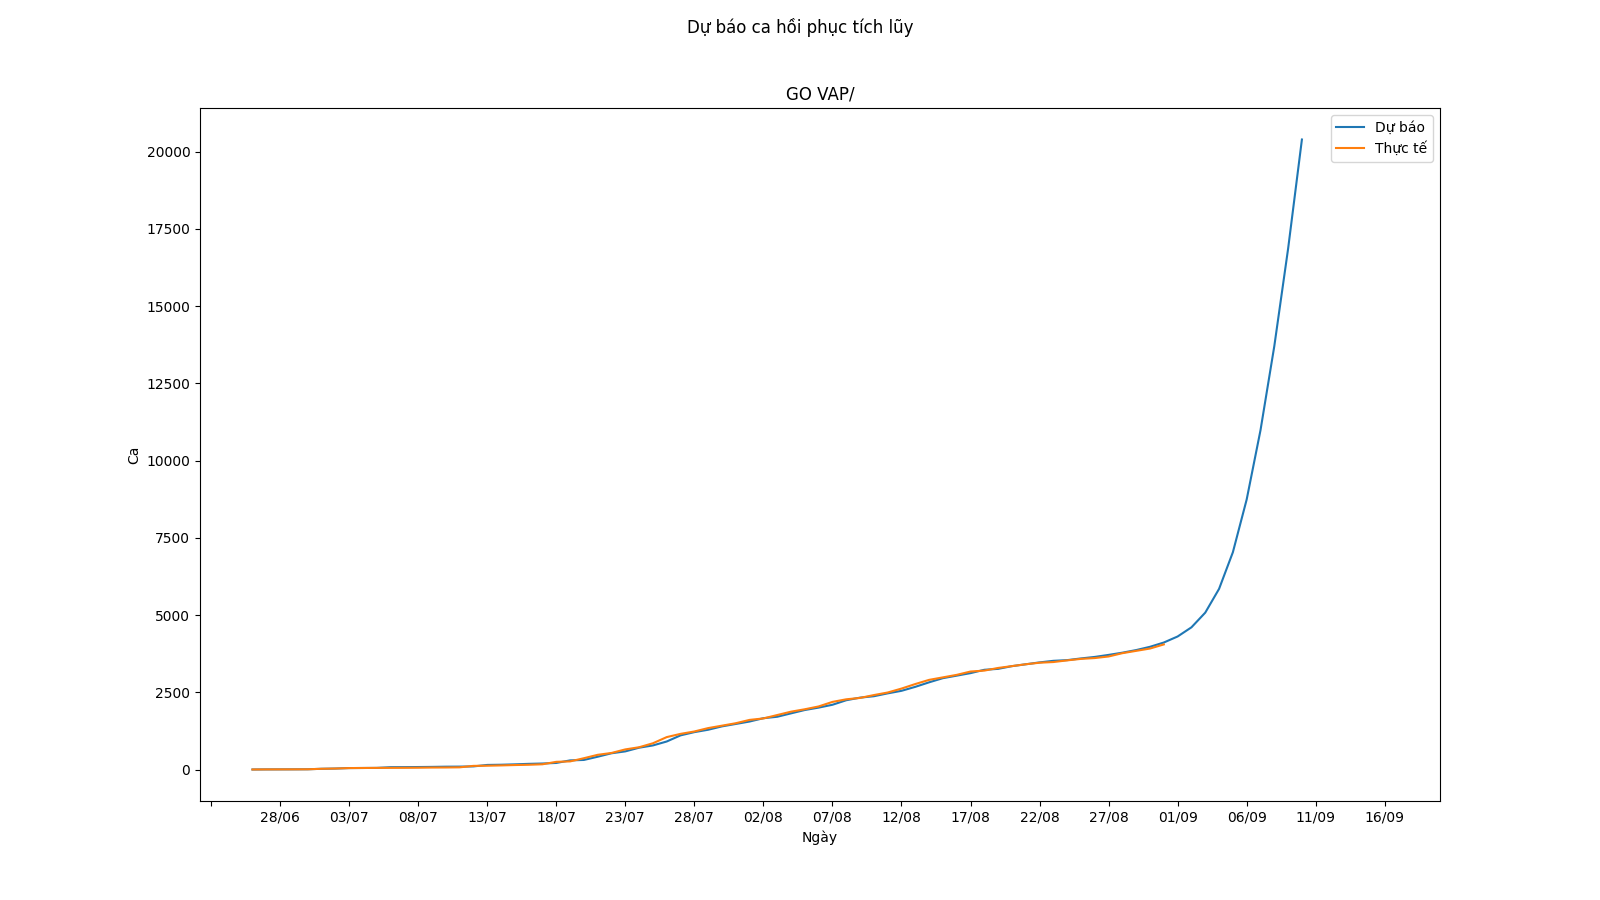 Dự báo ca hồi phục tích lũy
GO VAP/
Dự báo
Thực tế
20000
17500
15000
12500
10000
7500
5000
2500
0
Ca
28/06 03/07 08/07 13/07 18/07 23/07 28/07 02/08 07/08 12/08 17/08 22/08 27/08 01/09 06/09 11/09 16/09
Ngày